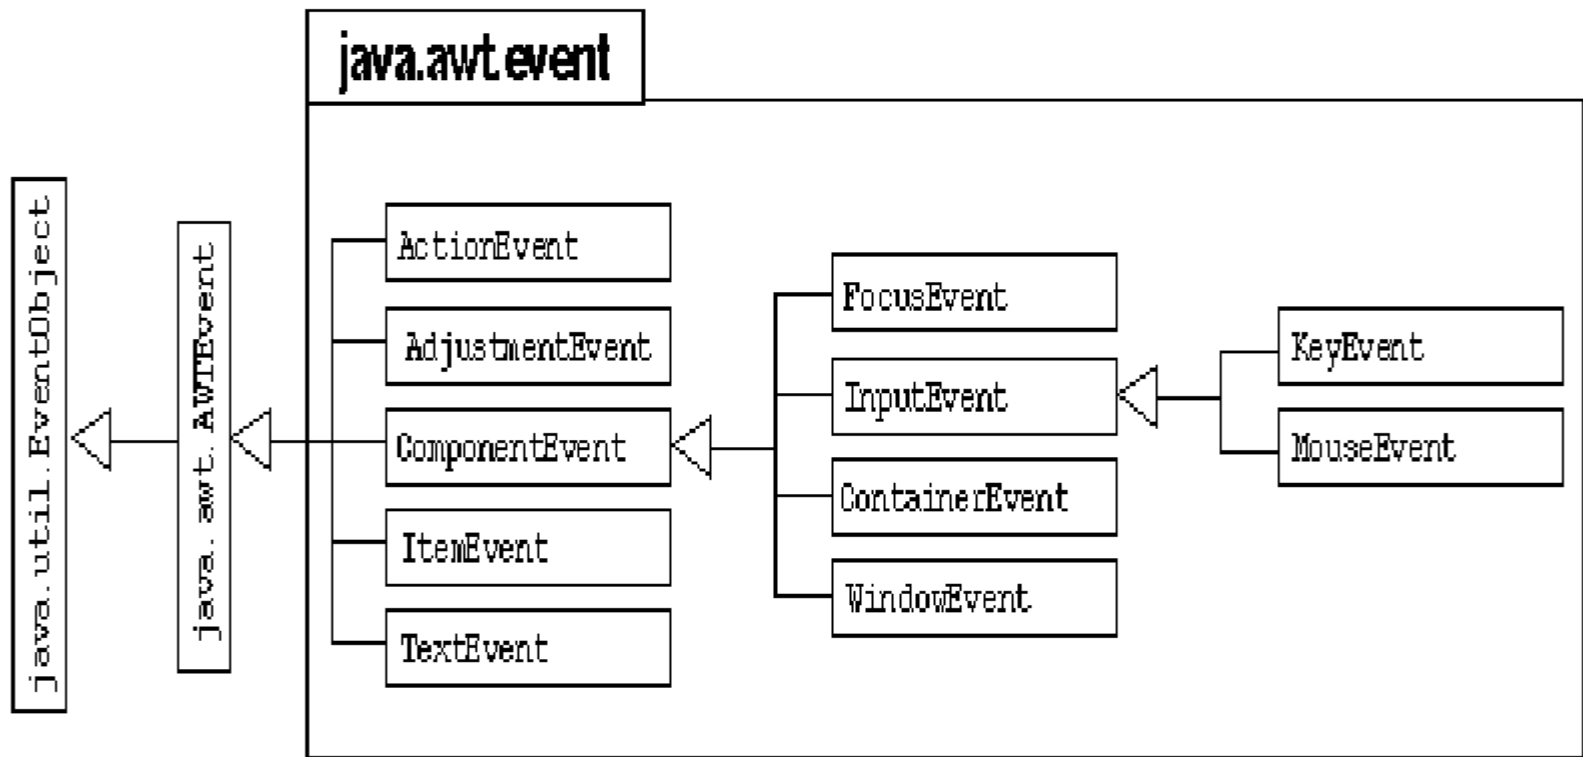 java.awt.event
java.util.EventObject
java.awt.AWTEvent
ActionEvent
AdjustmentEvent
ComponentEvent
ItemEvent
TextEvent
FocusEvent
InputEvent
ContainerEvent
WindowEvent
KeyEvent
MouseEvent